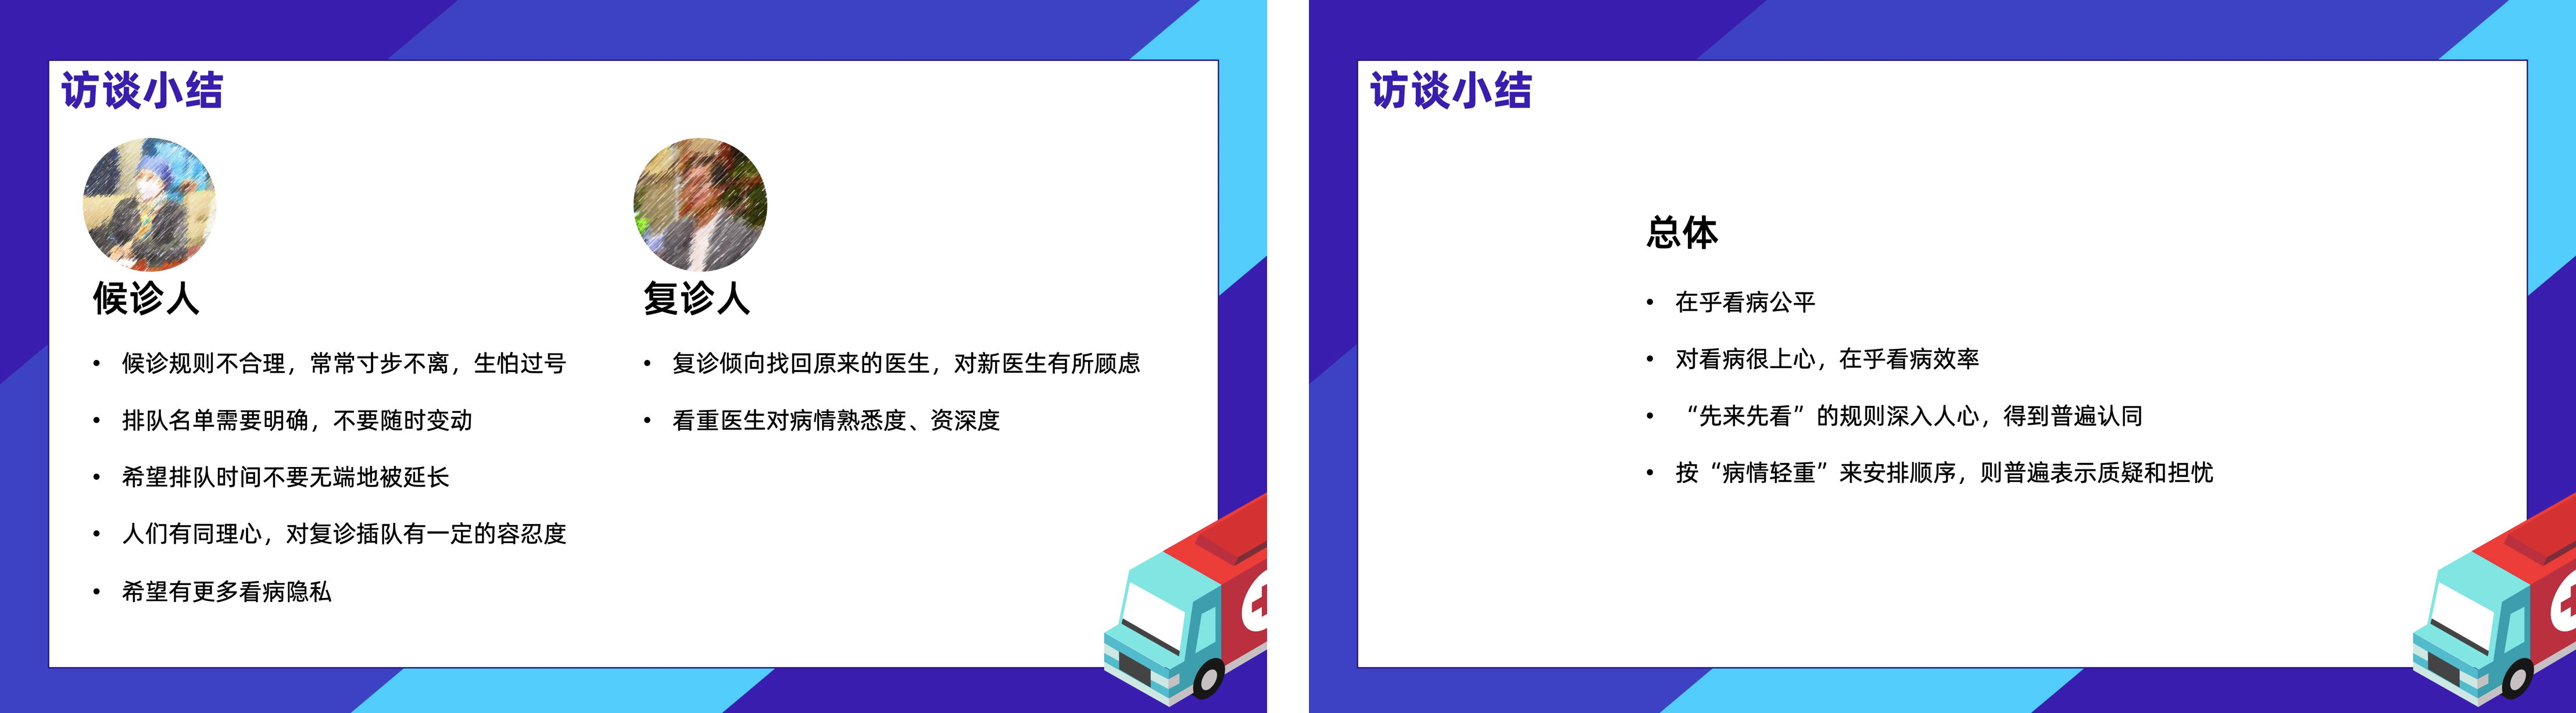 访谈小结
候诊人
• 候诊规则不合理，常常寸步不离，生怕过号
• 排队名单需要明确，不要随时变动
• 希望排队时间不要无端地被延长
• 人们有同理心，对复诊插队有一定的容忍度
• 希望有更多看病隐私
复诊人
• 复诊倾向找回原来的医生，对新医生有所顾虑
• 看重医生对病情熟悉度、资深度
访谈小结
总体
• 在乎看病公平
• 对看病很上心，在乎看病效率
• “先来先看”的规则深入人心，得到普遍认同
• 按“病情轻重”来安排顺序，则普遍表示质疑和担忧